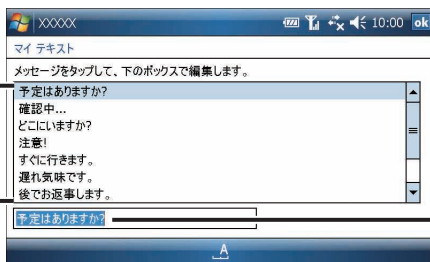 XXXXX 10:00 ok
マイ テキスト
メッセージをタップして、下のボックスで編集します。
予定はありますか?
確認中...
どこにいますか?
注意!
すぐに行きます。
遅れ気味です。
後でお返事します。
予定はありますか?
A